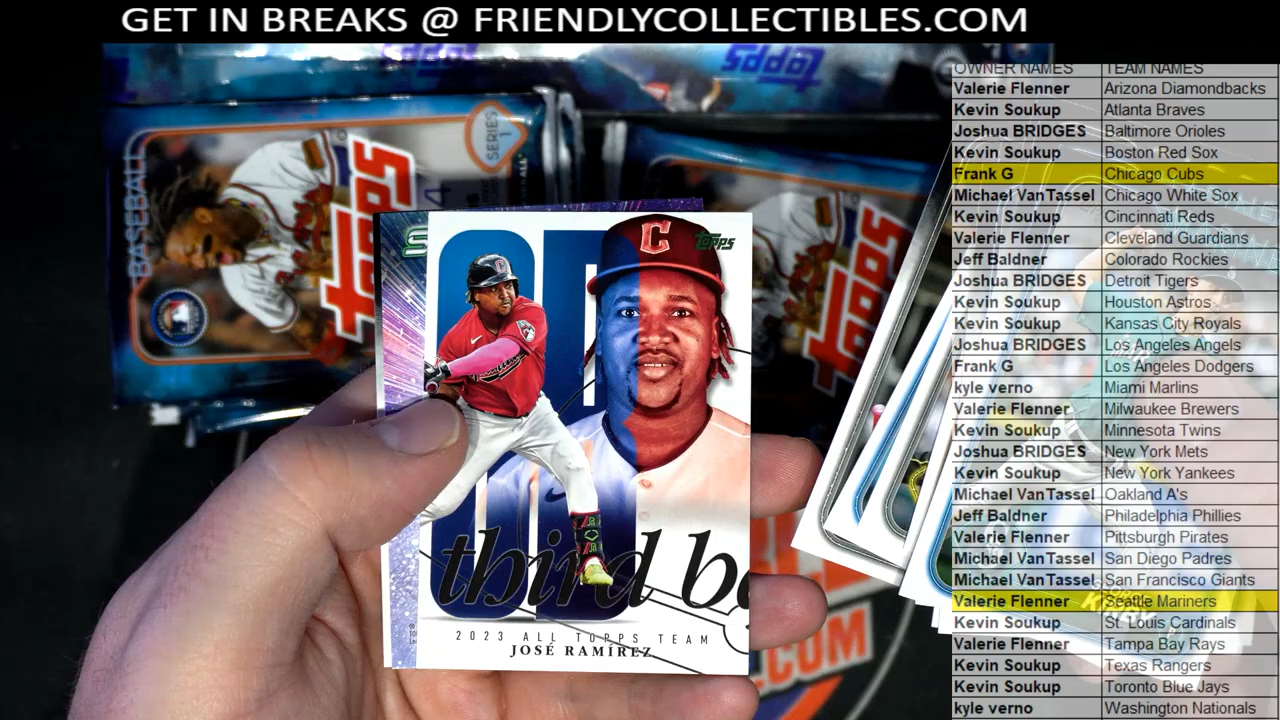 GET IN BREAKS @ FRIENDLYCOLLECTIBLES.COM
topps
topps
BASEBALL
topps
SERIES 1
topps
C
topps
third b
2023 ALL TOPPS TEAM
JOSÉ RAMÍREZ
.COM
OWNER NAMES TEAM NAMES
Valerie Flenner Arizona Diamondbacks
Kevin Soukup Atlanta Braves
Joshua BRIDGES Baltimore Orioles
Kevin Soukup Boston Red Sox
Frank G Chicago Cubs
Michael VanTassel Chicago White Sox
Kevin Soukup Cincinnati Reds
Valerie Flenner Cleveland Guardians
Jeff Baldner Colorado Rockies
Joshua BRIDGES Detroit Tigers
Kevin Soukup Houston Astros
Kevin Soukup Kansas City Royals
Joshua BRIDGES Los Angeles Angels
Frank G Los Angeles Dodgers
kyle verno Miami Marlins
Valerie Flenner Milwaukee Brewers
Kevin Soukup Minnesota Twins
Joshua BRIDGES New York Mets
Kevin Soukup New York Yankees
Michael VanTassel Oakland A's
Jeff Baldner Philadelphia Phillies
Valerie Flenner Pittsburgh Pirates
Michael VanTassel San Diego Padres
Michael VanTassel San Francisco Giants
Valerie Flenner Seattle Mariners
Kevin Soukup St. Louis Cardinals
Valerie Flenner Tampa Bay Rays
Kevin Soukup Texas Rangers
Kevin Soukup Toronto Blue Jays
kyle verno Washington Nationals